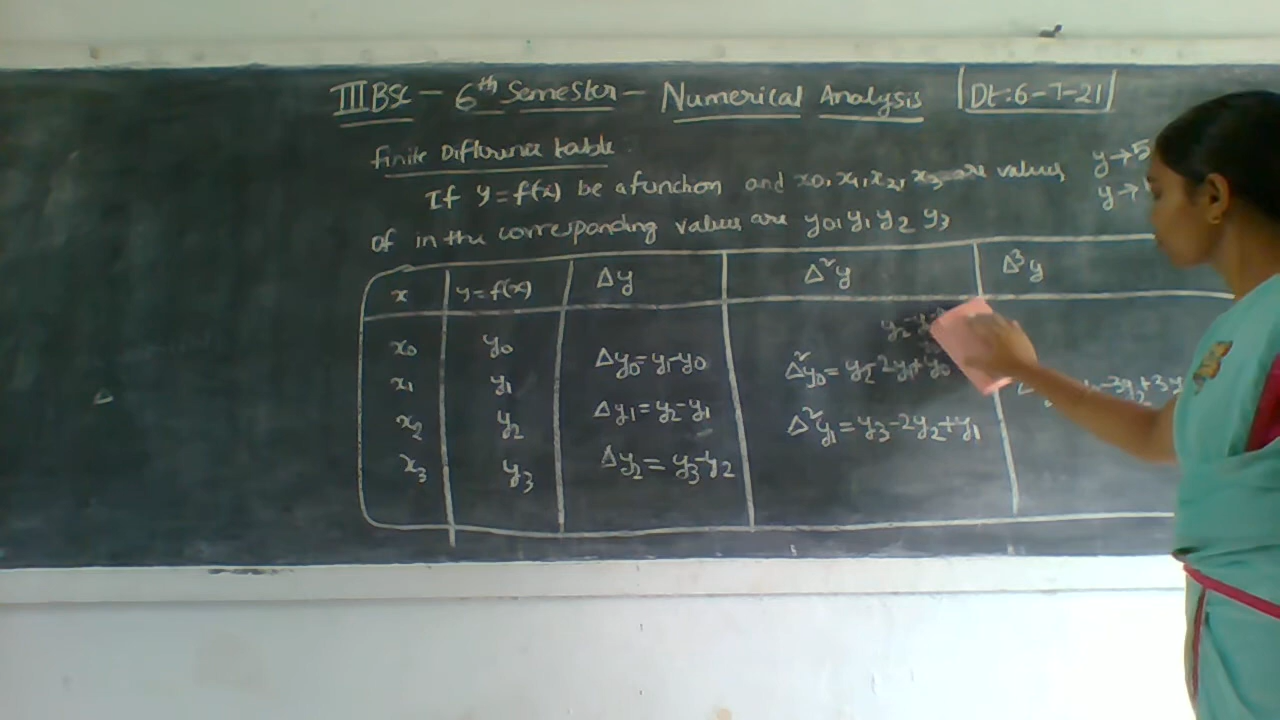 III BSc - 6th Semester - Numerical Analysis Dt: 6-7-21
Finite Difference table:
If y = f(x) be a function and x0, x1, x2, x3 are values y → 5
of in the corresponding values are y0, y1 y2 y3 y →
x y = f(x) Δy Δ²y Δ³y
x0 y0
Δy0 = y1 - y0 Δ²y0 = y2 - 2y1 + y0
x1 y1
Δy1 = y2 - y1 Δ²y1 = y3 - 2y2 + y1 - 3y2 + 3y
x2 y2
Δy2 = y3 - y2
x3 y3